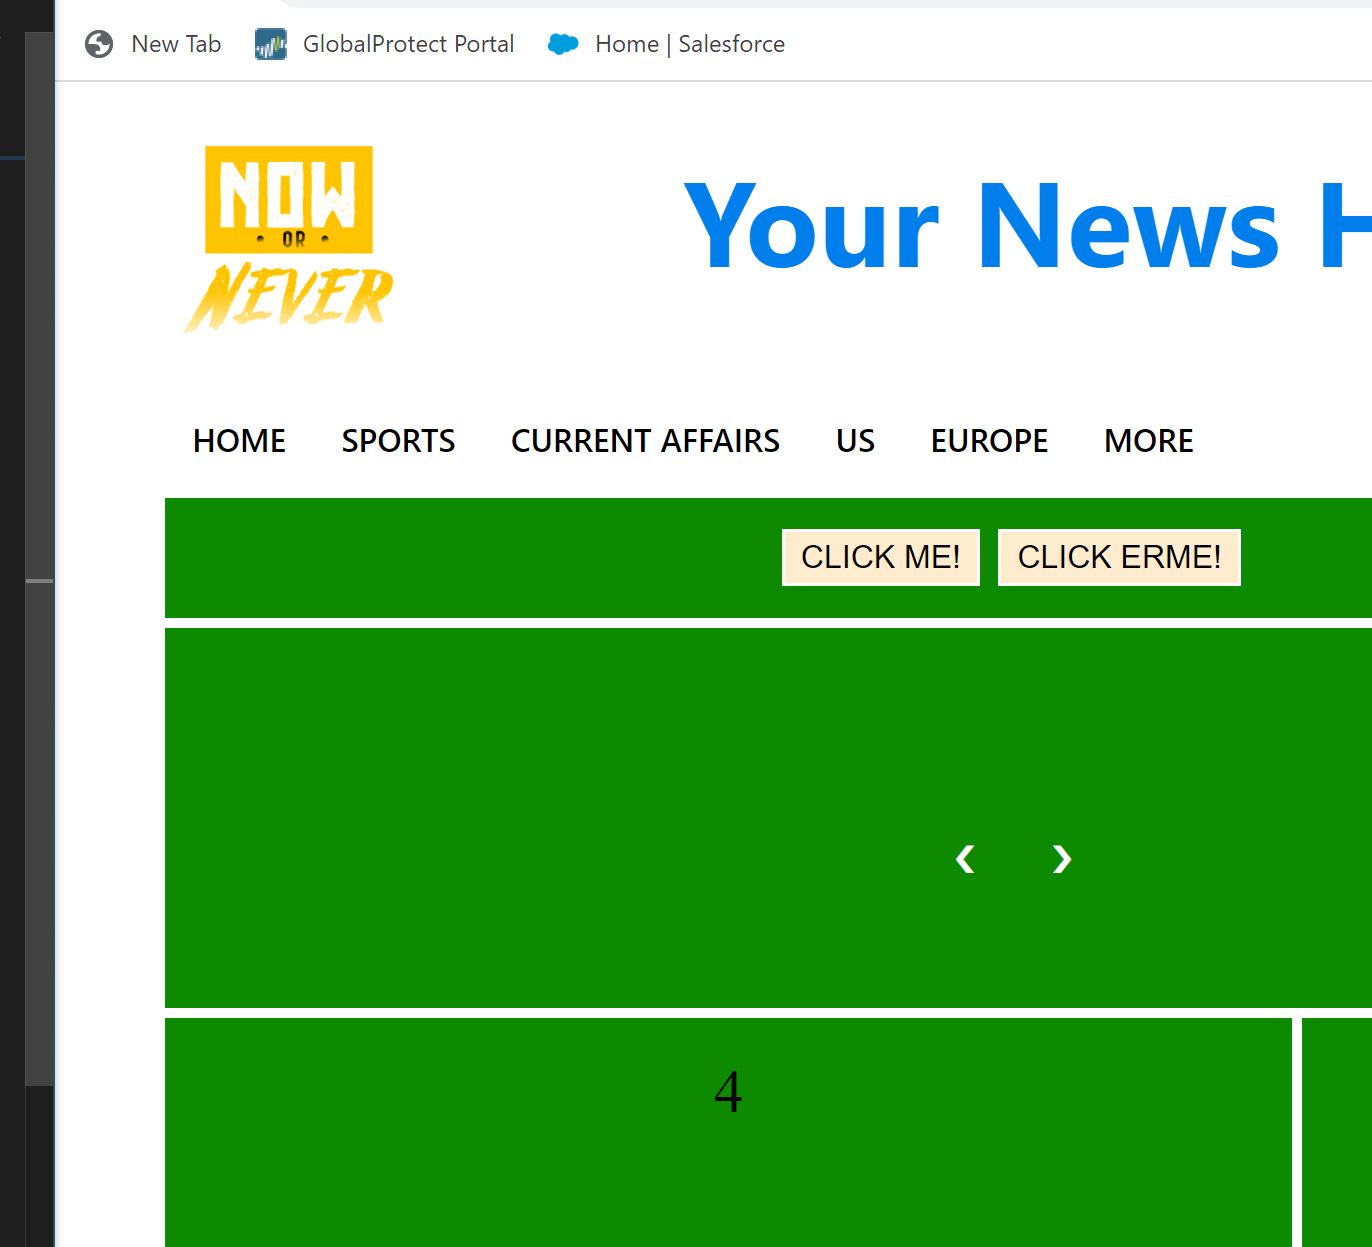 New Tab GlobalProtect Portal Home | Salesforce
NOW
• OR •
NEVER
Your News H
HOME SPORTS CURRENT AFFAIRS US EUROPE MORE
CLICK ME! CLICK ERME!
‹ ›
4